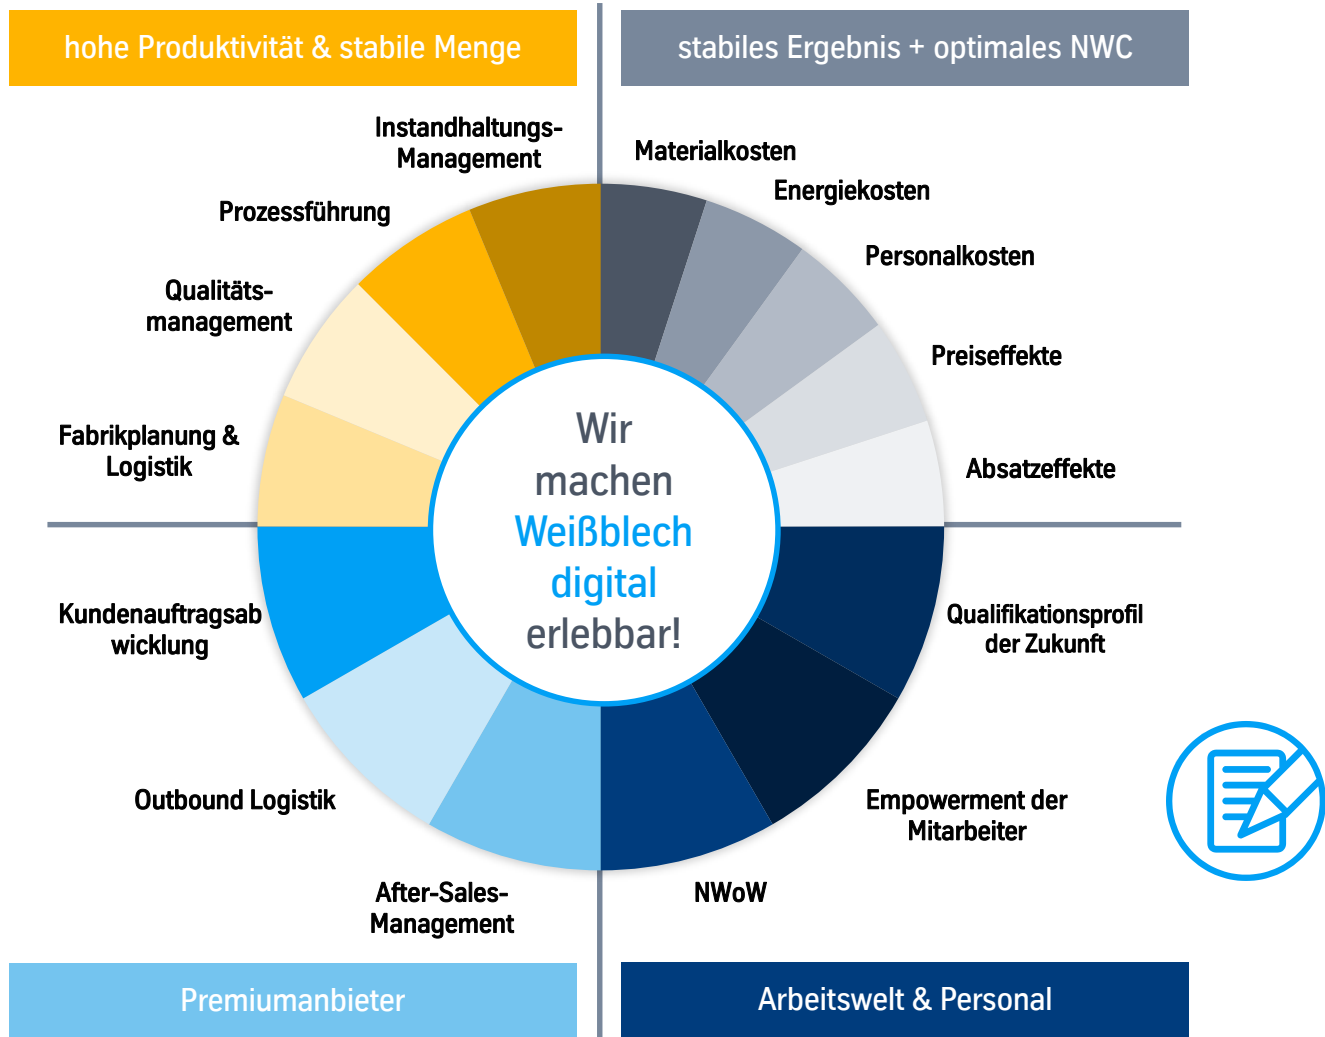 hohe Produktivität & stabile Menge
stabiles Ergebnis + optimales NWC
Instandhaltungs-
Management
Prozessführung
Qualitäts-
management
Fabrikplanung &
Logistik
Materialkosten
Energiekosten
Personalkosten
Preiseffekte
Absatzeffekte
Wir
machen
Weißblech
digital
erlebbar!
Kundenauftragsab
wicklung
Outbound Logistik
After-Sales-
Management
Qualifikationsprofil
der Zukunft
Empowerment der
Mitarbeiter
NWoW
Premiumanbieter
Arbeitswelt & Personal